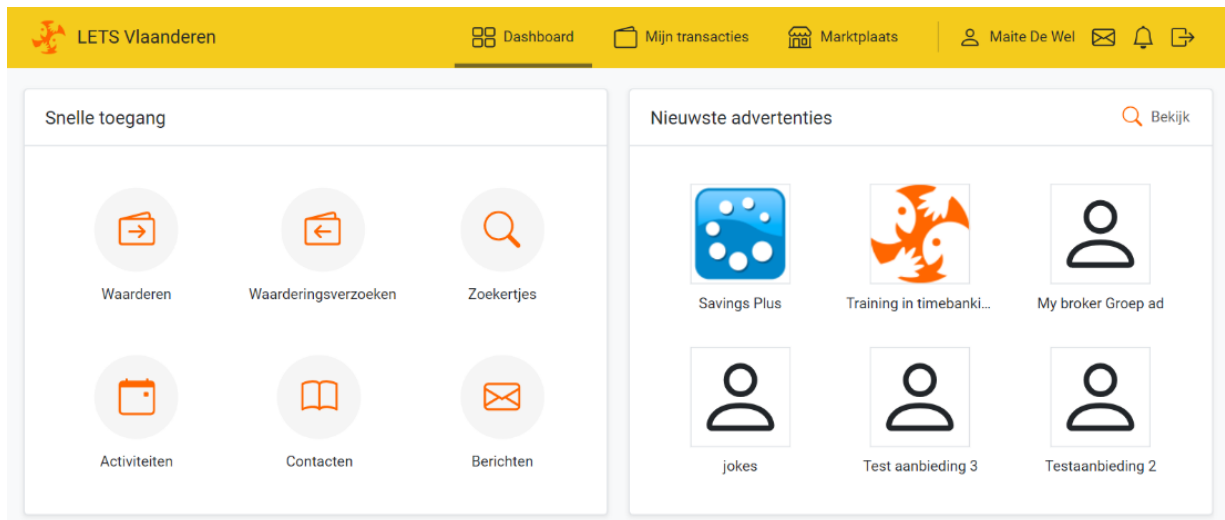 LETS Vlaanderen
Dashboard
Mijn transacties
Marktplaats
Maite De Wel
Snelle toegang
Waarderen
Waarderingsverzoeken
Zoekertjes
Activiteiten
Contacten
Berichten
Nieuwste advertenties
Bekijk
Savings Plus
Training in timebanki...
My broker Groep ad
jokes
Test aanbieding 3
Testaanbieding 2